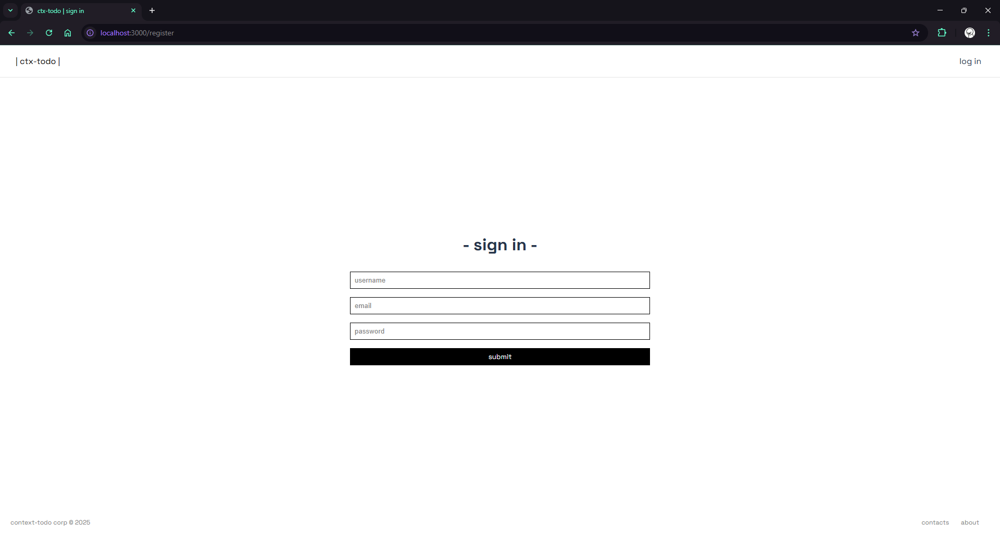 ctx-todo | sign in
localhost:3000/register
| ctx-todo |
log in
- sign in -
username
email
password
submit
context-todo corp © 2025
contacts
about